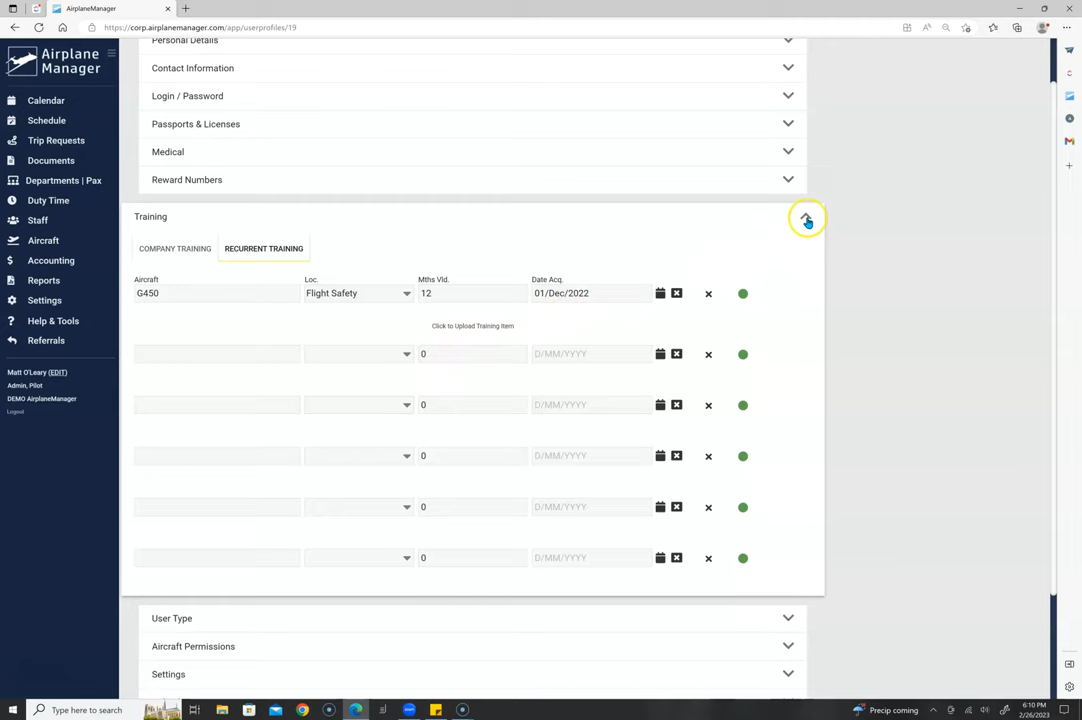 AirplaneManager
https://corp.airplanemanager.com/app/userprofiles/19
Airplane
Manager
Calendar
Schedule
Trip Requests
Documents
Departments | Pax
Duty Time
Staff
Aircraft
Accounting
Reports
Settings
Help & Tools
Referrals
Matt O'Leary (EDIT)
Admin, Pilot
DEMO AirplaneManager
Logout
Personal Details
Contact Information
Login / Password
Passports & Licenses
Medical
Reward Numbers
Training
COMPANY TRAINING RECURRENT TRAINING
Aircraft Loc. Mths Vld. Date Acq.
G450 Flight Safety 12 01/Dec/2022
Click to Upload Training Item
0 D/MM/YYYY
0 D/MM/YYYY
0 D/MM/YYYY
0 D/MM/YYYY
0 D/MM/YYYY
User Type
Aircraft Permissions
Settings
Type here to search
Precip coming
6:10 PM
2/26/2023